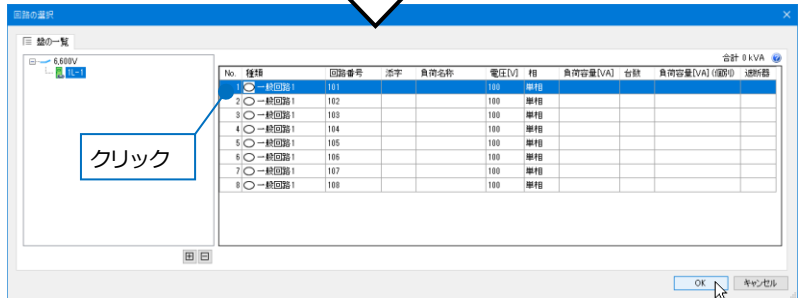 回路の選択
盤の一覧
合計 0 kVA
6,600V
1L-1
No. 種類 回路番号 添字 負荷名称 電圧[V] 相 負荷容量[VA] 台数 負荷容量[VA](個別) 遮断器
1 一般回路1 101 100 単相
2 一般回路1 102 100 単相
3 一般回路1 103 100 単相
4 一般回路1 104 100 単相
5 一般回路1 105 100 単相
6 一般回路1 106 100 単相
7 一般回路1 107 100 単相
8 一般回路1 108 100 単相
クリック
OK キャンセル